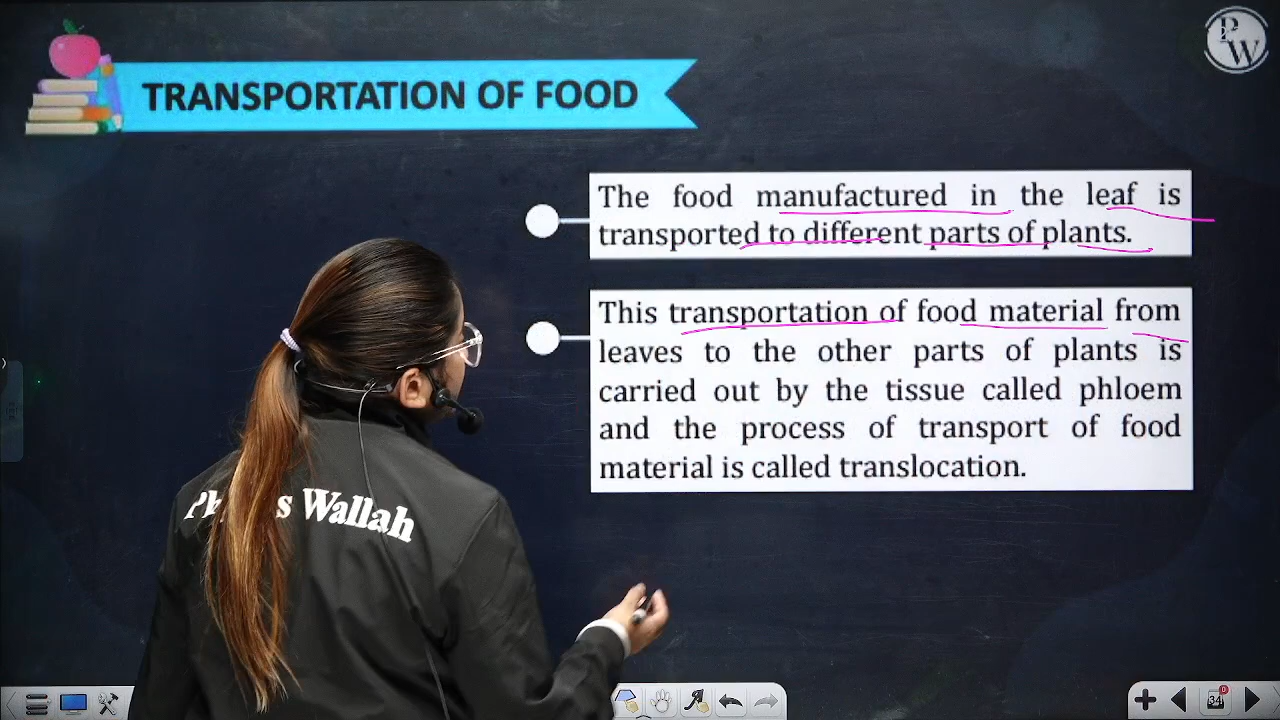 TRANSPORTATION OF FOOD
P
W
The food manufactured in the leaf is
transported to different parts of plants.
This transportation of food material from
leaves to the other parts of plants is
carried out by the tissue called phloem
and the process of transport of food
material is called translocation.
Wallah
34
0